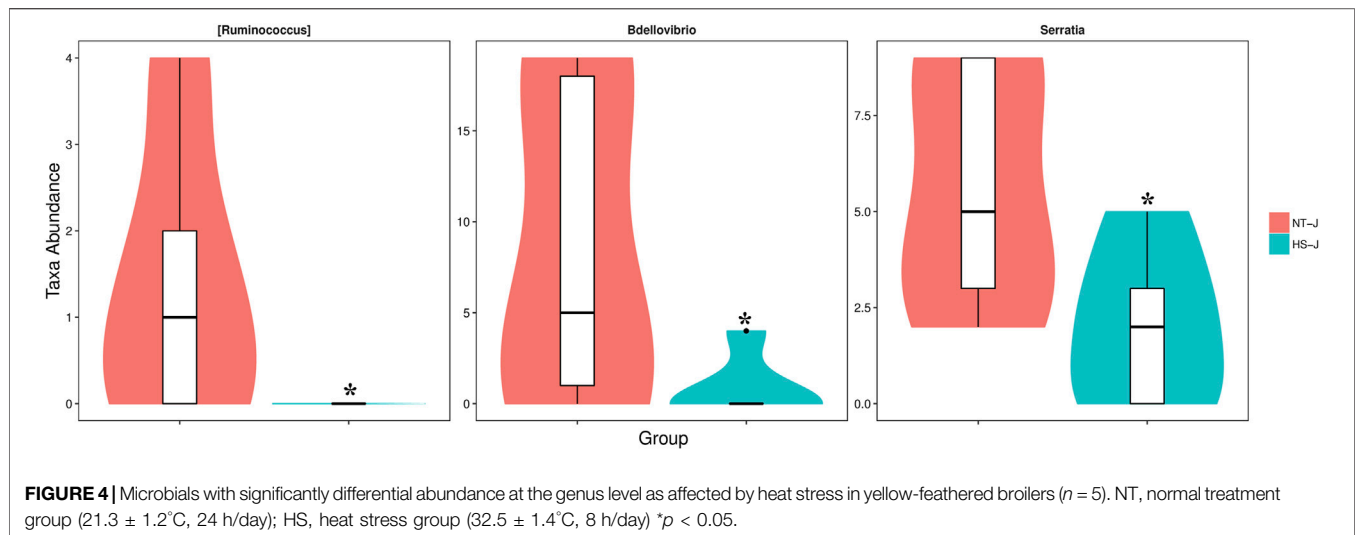 [Ruminococcus]
Bdellovibrio
Serratia
Taxa Abundance
4
3
2
1
0
15
10
5
0
7.5
5.0
2.5
0.0
*
*
*
Group
NT-J
HS-J
FIGURE 4 | Microbials with significantly differential abundance at the genus level as affected by heat stress in yellow-feathered broilers (n = 5). NT, normal treatment
group (21.3 ± 1.2°C, 24 h/day); HS, heat stress group (32.5 ± 1.4°C, 8 h/day) *p < 0.05.